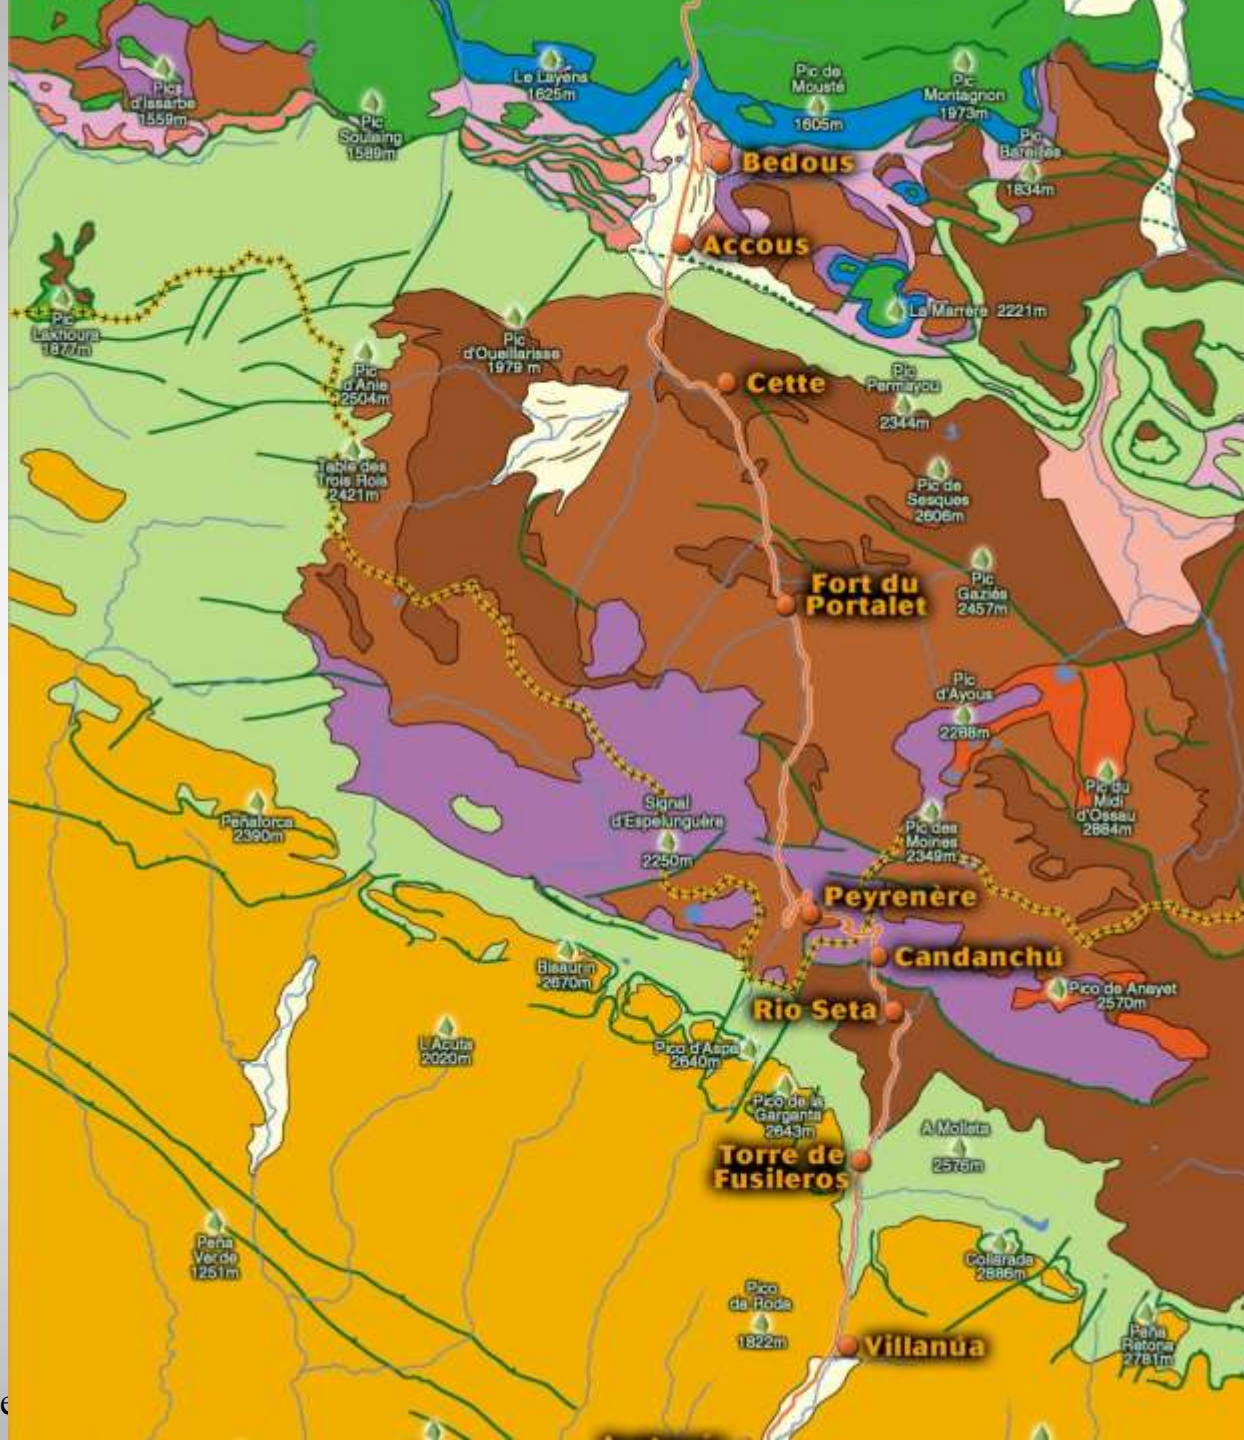 Le Layens
1625m
Pic de
Mousté
1605m
Pic
Montagnon
1973m
Pics
d'Issarbe
1559m
Pic
Soulaing
1589m
Pic
1834m
Bedous
Accous
Pic
Lakhoura
1877m
La Marrère 2221m
Pic
d'Oueillarisse
1979 m
Pic
d'Anie
2504m
Cette
Pic
Permayou
2344m
Table des
Trois Rois
2421m
Pic de
Sesques
2606m
Pic
Gaziés
2457m
Fort du
Portalet
Pic
d'Ayous
2288m
Pic du
Midi
d'Ossau
2884m
Signal
d'Espelunguère
2250m
Pic des
Moines
2349m
Peñaforca
2390m
Peyrenère
Candanchú
Bisaurin
2670m
Pico de Anayet
2570m
Rio Seta
L'Acuta
2020m
Pico d'Aspe
2640m
Pico de la
Garganta
2643m
A Molleta
2576m
Torre de
Fusileros
Peña
Verde
1251m
Collarada
2886m
Pico
de Roda
1822m
Peña
Retona
2781m
Villanúa